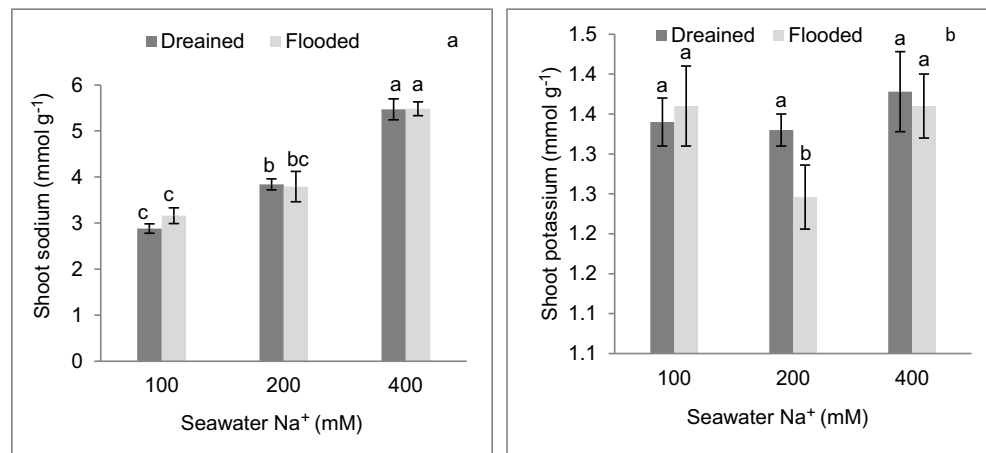 Dreained Flooded a
6
5
4
3
2
1
0
Shoot sodium (mmol g-1)
a a
b bc
c c
100 200 400
Seawater Na+ (mM)
Dreained Flooded b
1.5
1.4
1.4
1.3
1.3
1.2
1.2
1.1
1.1
Shoot potassium (mmol g-1)
a a a b a a
100 200 400
Seawater Na+ (mM)